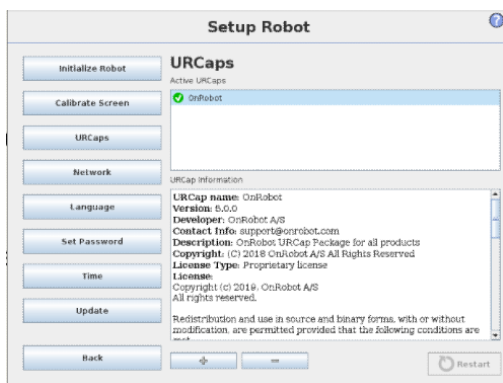 Setup Robot
Initialize Robot
Calibrate Screen
URCaps
Network
Language
Set Password
Time
Update
Back
URCaps
Active URCaps
OnRobot
URCap Information
URCap name: OnRobot
Version: 5.0.0
Developer: OnRobot A/S
Contact Info: support@onrobot.com
Description: OnRobot URCap Package for all products
Copyright: (C) 2018 OnRobot A/S All Rights Reserved
License Type: Proprietary license
License:
Copyright (c) 2018, OnRobot A/S
All rights reserved.
Redistribution and use in source and binary forms, with or without
modification, are permitted provided that the following conditions are
Restart